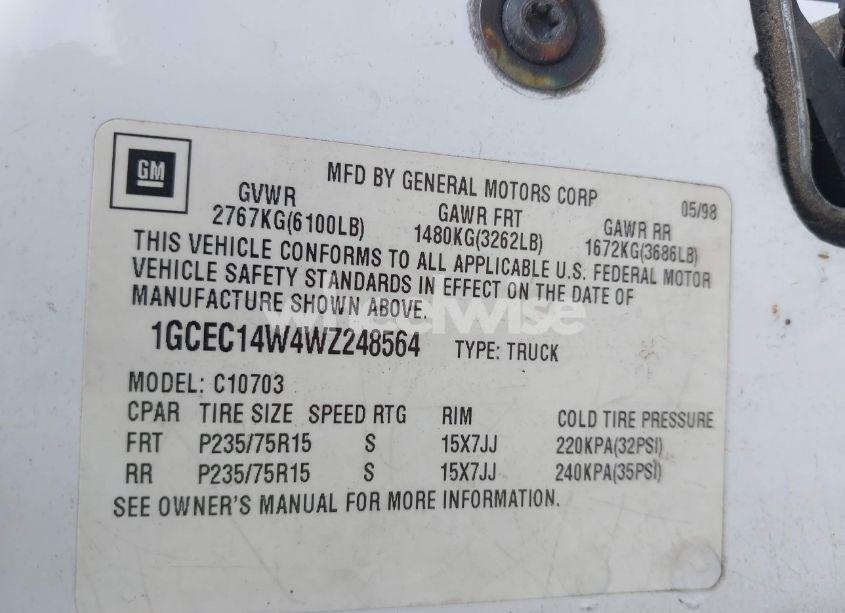 GM
MFD BY GENERAL MOTORS CORP 05/98
GVWR GAWR FRT GAWR RR
2767KG(6100LB) 1480KG(3262LB) 1672KG(3686LB)
THIS VEHICLE CONFORMS TO ALL APPLICABLE U.S. FEDERAL MOTOR
VEHICLE SAFETY STANDARDS IN EFFECT ON THE DATE OF
MANUFACTURE SHOWN ABOVE.
wheelwise
1GCEC14W4WZ248564 TYPE: TRUCK
MODEL: C10703
CPAR TIRE SIZE SPEED RTG RIM COLD TIRE PRESSURE
FRT P235/75R15 S 15X7JJ 220KPA(32PSI)
RR P235/75R15 S 15X7JJ 240KPA(35PSI)
SEE OWNER'S MANUAL FOR MORE INFORMATION.